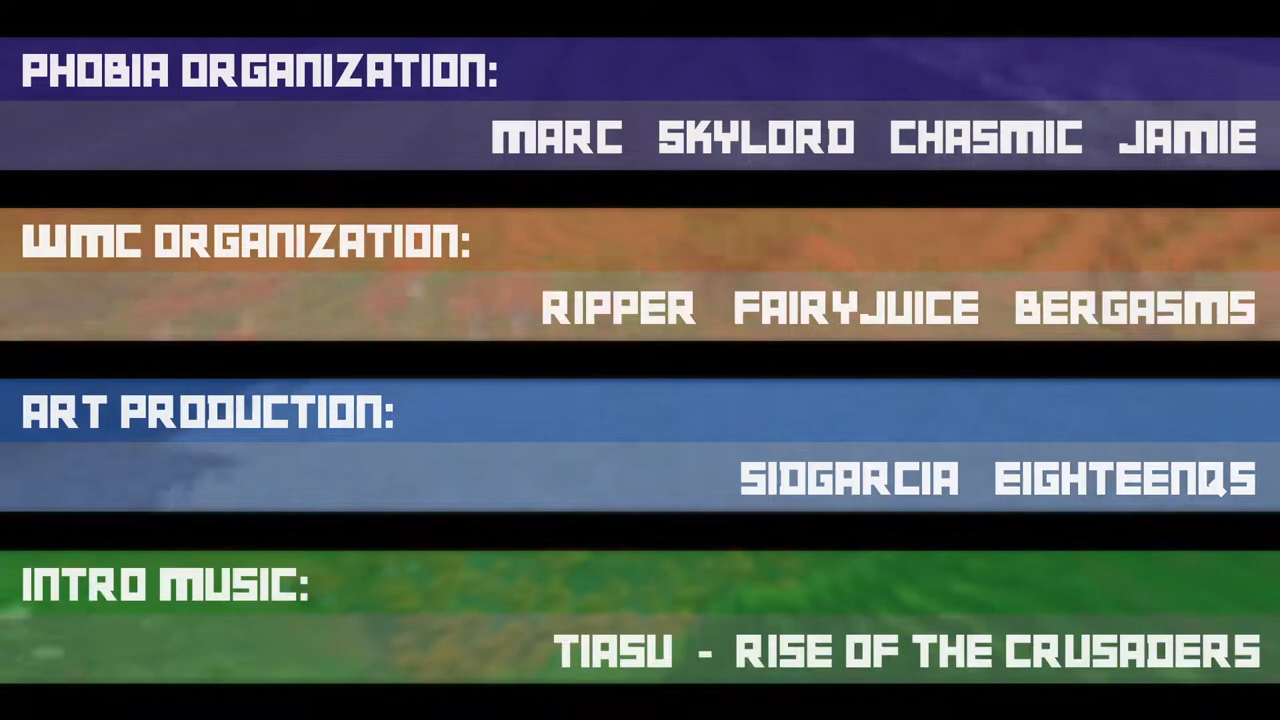 PHOBIA ORGANIZATION:
MARC SKYLORD CHASMIC JAMIE
WMC ORGANIZATION:
RIPPER FAIRYJUICE BERGASMS
ART PRODUCTION:
SIDGARCIA EIGHTEENQS
INTRO MUSIC:
TIASU - RISE OF THE CRUSADERS